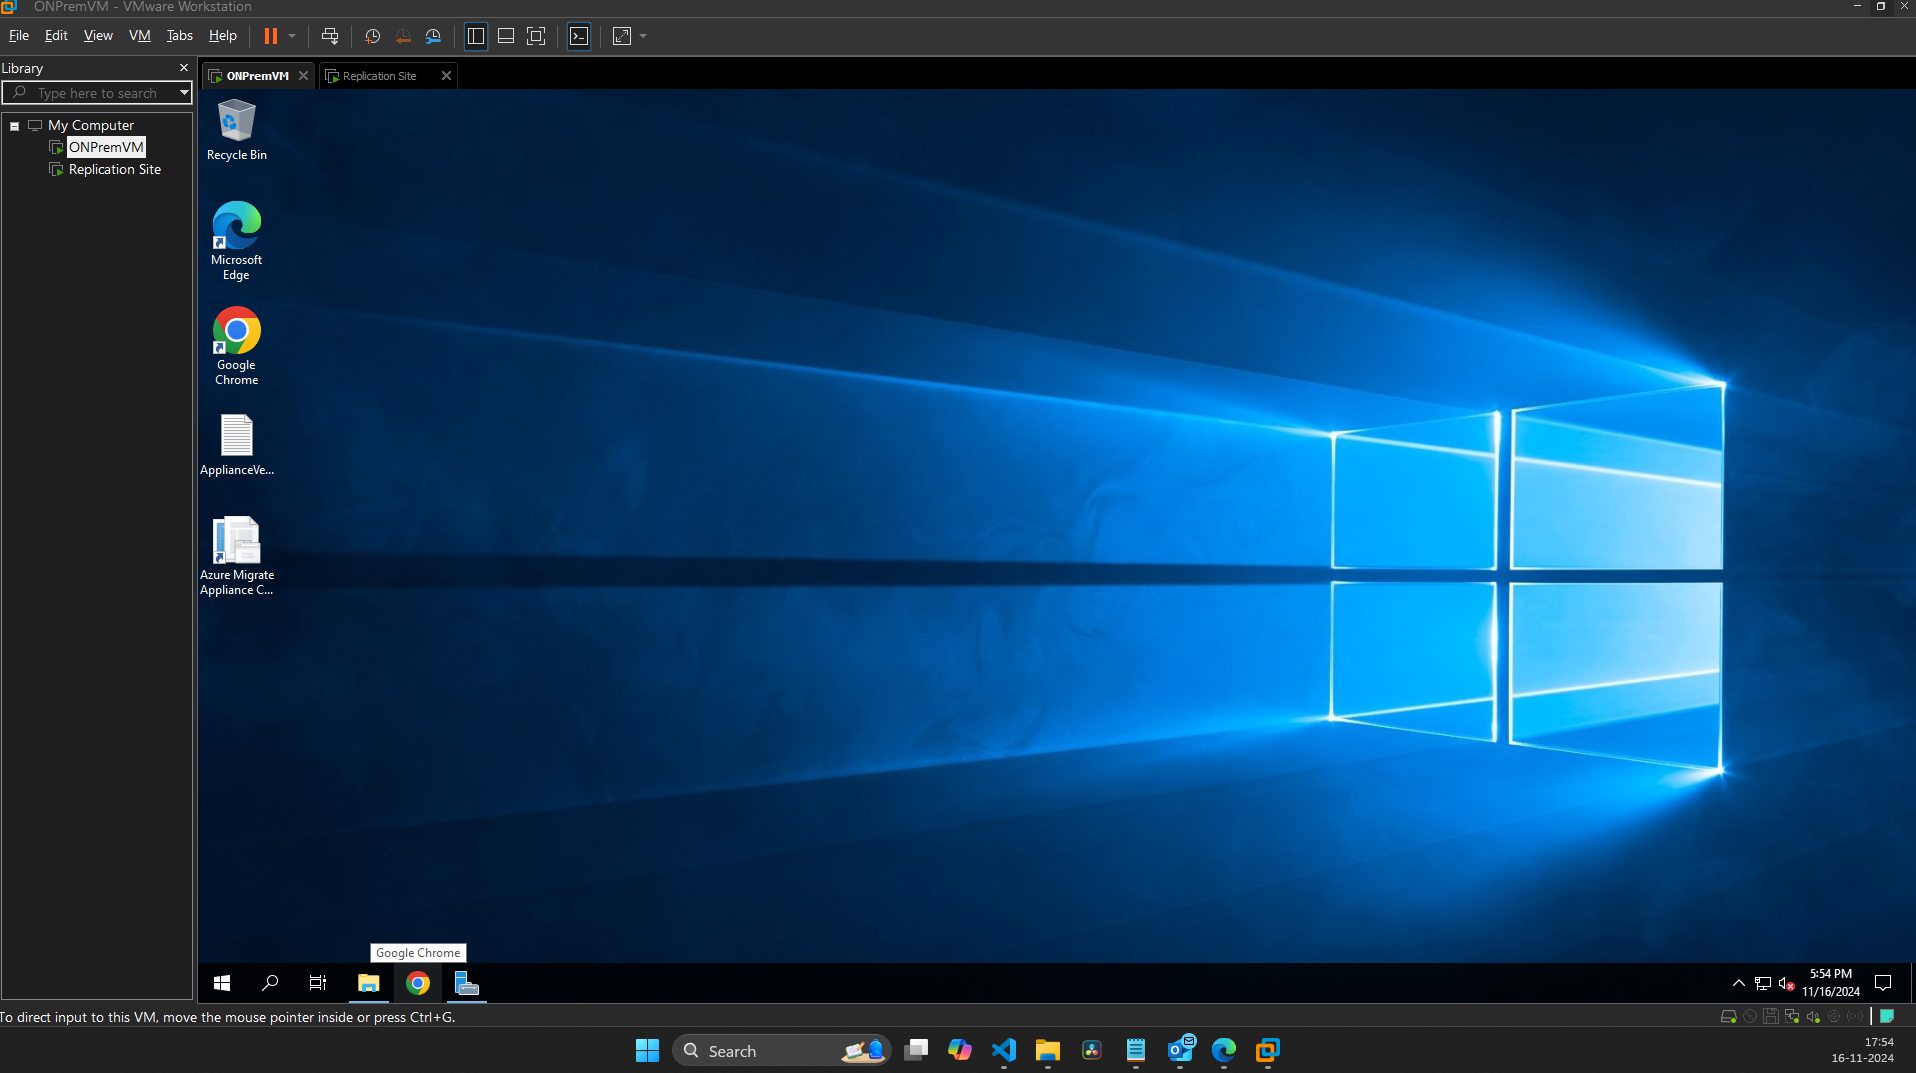 ONPremVM - VMware Workstation
File Edit View VM Tabs Help
Library
Type here to search
My Computer
ONPremVM
Replication Site
ONPremVM
Replication Site
Recycle Bin
Microsoft
Edge
Google
Chrome
ApplianceVe...
Azure Migrate
Appliance C...
Google Chrome
5:54 PM
11/16/2024
To direct input to this VM, move the mouse pointer inside or press Ctrl+G.
Search
17:54
16-11-2024